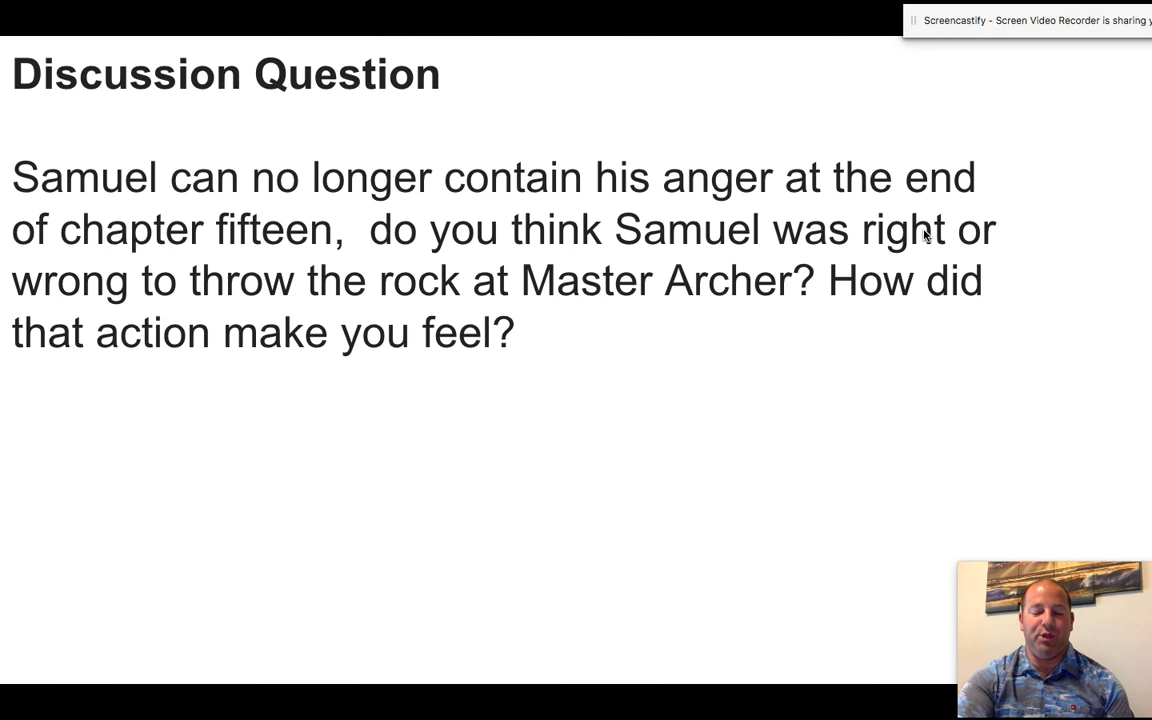 Screencastify - Screen Video Recorder is sharing
Discussion Question
Samuel can no longer contain his anger at the end
of chapter fifteen,  do you think Samuel was right or
wrong to throw the rock at Master Archer? How did
that action make you feel?